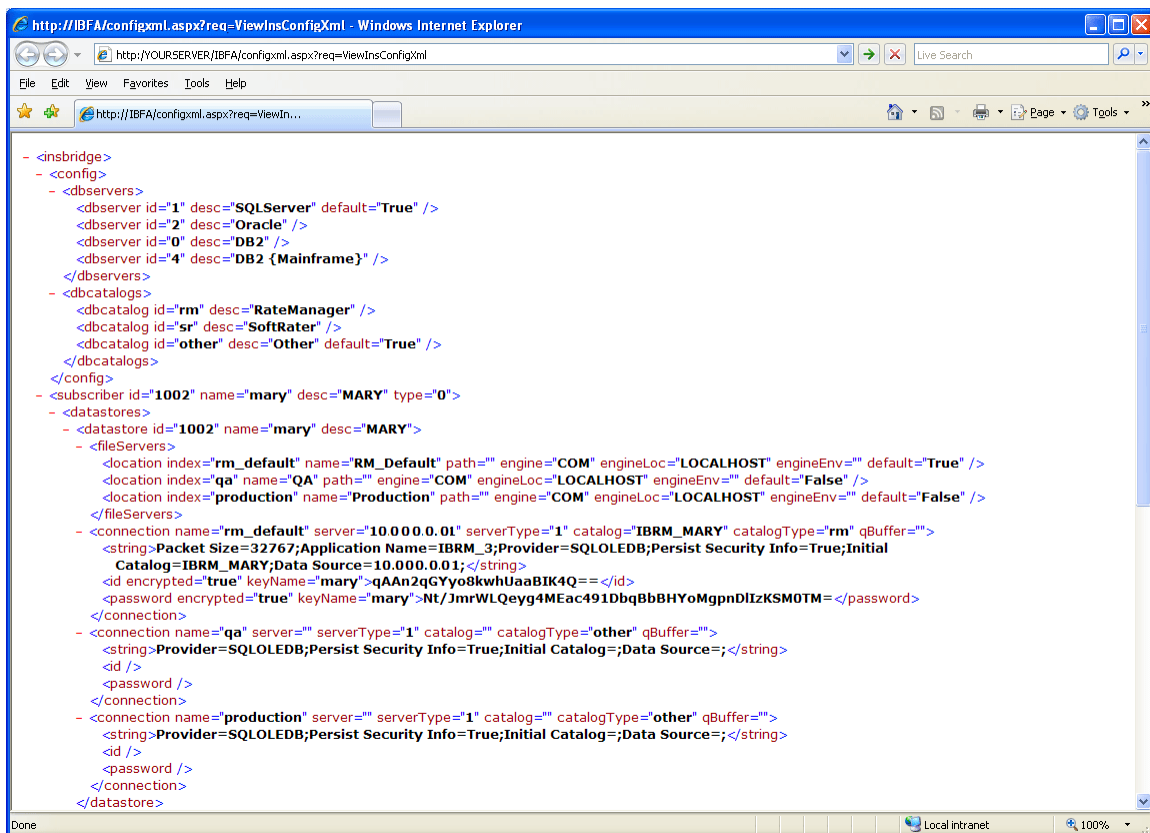 http://IBFA/configxml.aspx?req=ViewInsConfigXml - Windows Internet Explorer
http:/YOURSERVER/IBFA/configxml.aspx?req=ViewInsConfigXml
Live Search
File Edit View Favorites Tools Help
http://IBFA/configxml.aspx?req=ViewIn...
Page Tools »
- <insbridge>
- <config>
- <dbservers>
<dbserver id="1" desc="SQLServer" default="True" />
<dbserver id="2" desc="Oracle" />
<dbserver id="0" desc="DB2" />
<dbserver id="4" desc="DB2 {Mainframe}" />
</dbservers>
- <dbcatalogs>
<dbcatalog id="rm" desc="RateManager" />
<dbcatalog id="sr" desc="SoftRater" />
<dbcatalog id="other" desc="Other" default="True" />
</dbcatalogs>
</config>
- <subscriber id="1002" name="mary" desc="MARY" type="0">
- <datastores>
- <datastore id="1002" name="mary" desc="MARY">
- <fileServers>
<location index="rm_default" name="RM_Default" path="" engine="COM" engineLoc="LOCALHOST" engineEnv="" default="True" />
<location index="qa" name="QA" path="" engine="COM" engineLoc="LOCALHOST" engineEnv="" default="False" />
<location index="production" name="Production" path="" engine="COM" engineLoc="LOCALHOST" engineEnv="" default="False" />
</fileServers>
- <connection name="rm_default" server="10.000.0.01" serverType="1" catalog="IBRM_MARY" catalogType="rm" qBuffer="">
<string>Packet Size=32767;Application Name=IBRM_3;Provider=SQLOLEDB;Persist Security Info=True;Initial
Catalog=IBRM_MARY;Data Source=10.000.0.01;</string>
<id encrypted="true" keyName="mary">qAAn2qGYyo8kwhUaaBIK4Q==</id>
<password encrypted="true" keyName="mary">Nt/JmrWLQeyg4MEac491DbqBbBHYoMgpnDlIzKSM0TM=</password>
</connection>
- <connection name="qa" server="" serverType="1" catalog="" catalogType="other" qBuffer="">
<string>Provider=SQLOLEDB;Persist Security Info=True;Initial Catalog=;Data Source=;</string>
<id />
<password />
</connection>
- <connection name="production" server="" serverType="1" catalog="" catalogType="other" qBuffer="">
<string>Provider=SQLOLEDB;Persist Security Info=True;Initial Catalog=;Data Source=;</string>
<id />
<password />
</connection>
</datastore>
Done Local intranet 100%